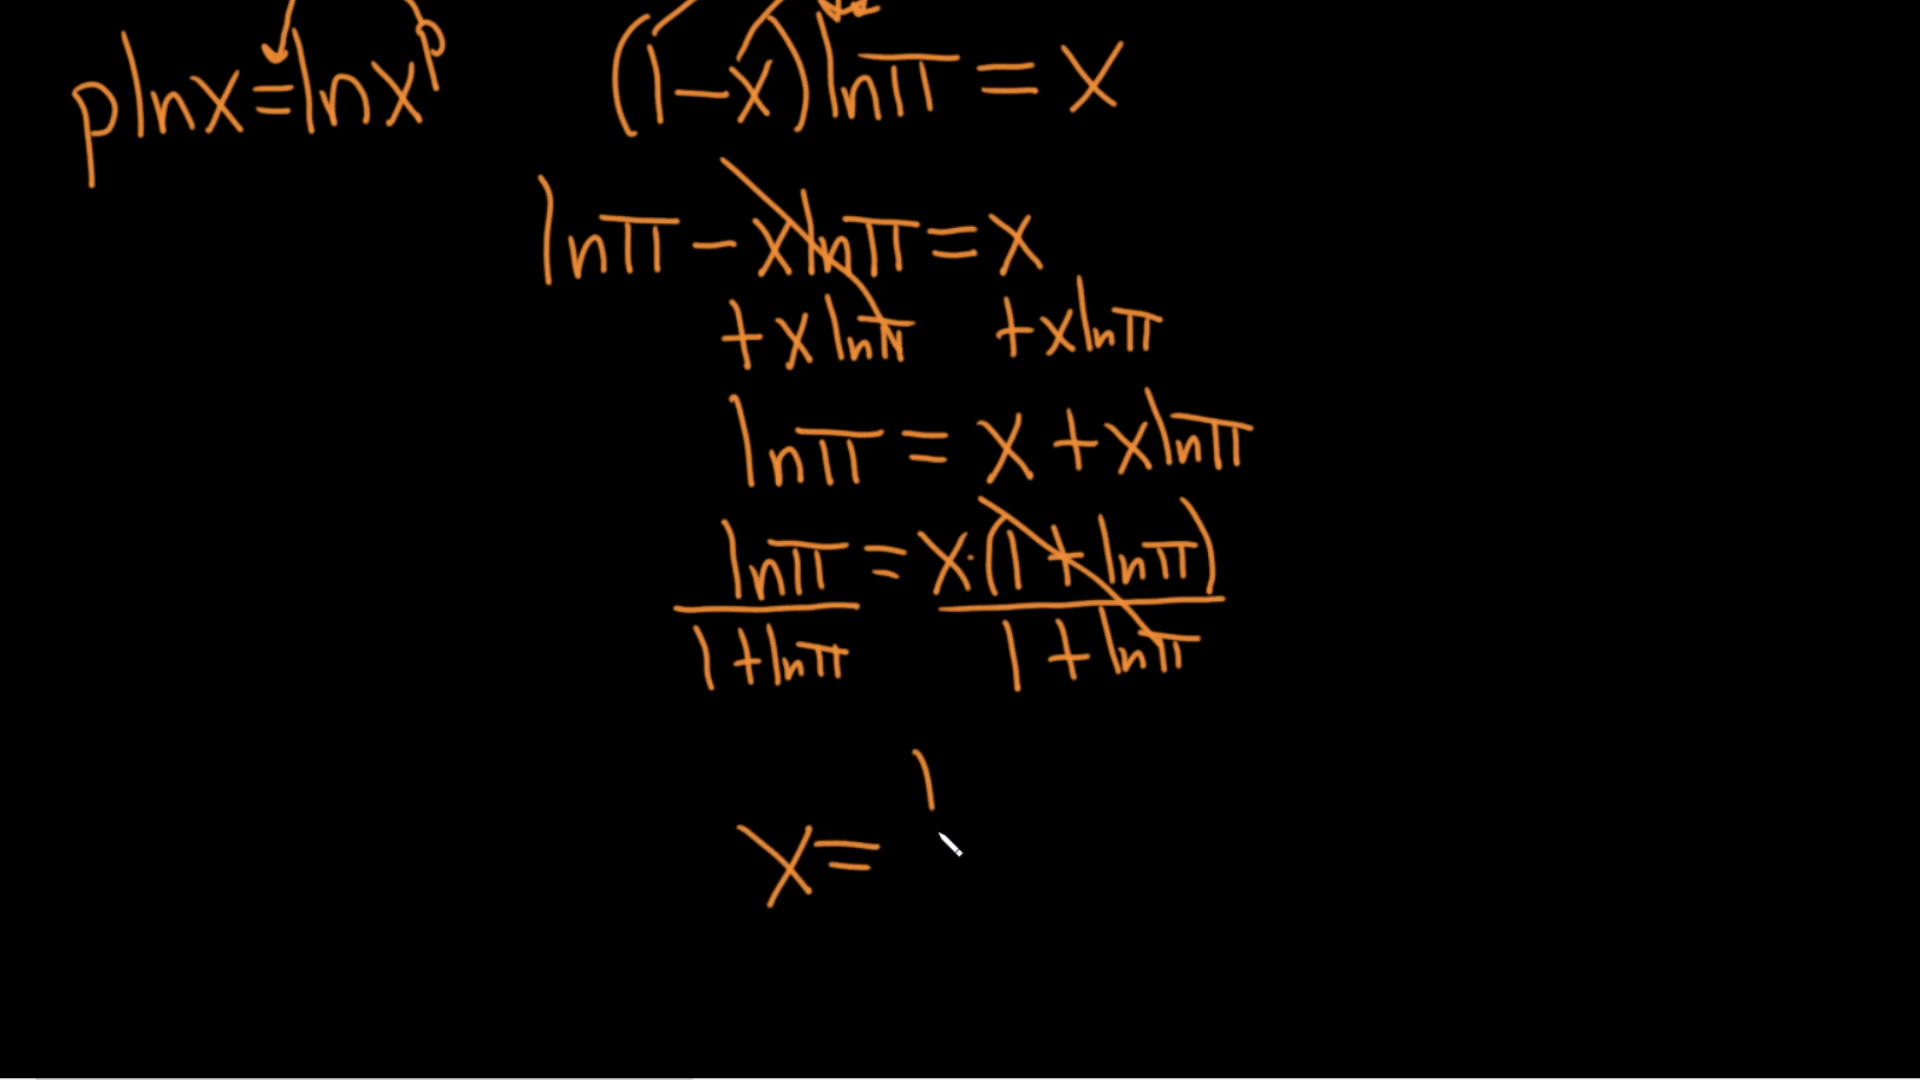 p ln x = ln x^p
(1-x) ln π = x
ln π - x ln π = x
+ x ln π + x ln π
ln π = x + x ln π
ln π = x · (1 + ln π)
1 + ln π 1 + ln π
x = l